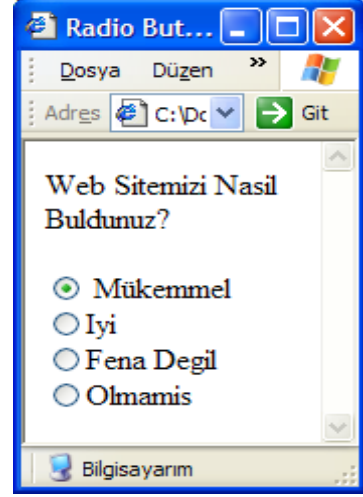 Radio But...
Dosya Düzen »
Adres C:\Dc Git
Web Sitemizi Nasil
Buldunuz?
Mükemmel
Iyi
Fena Degil
Olmamis
Bilgisayarım